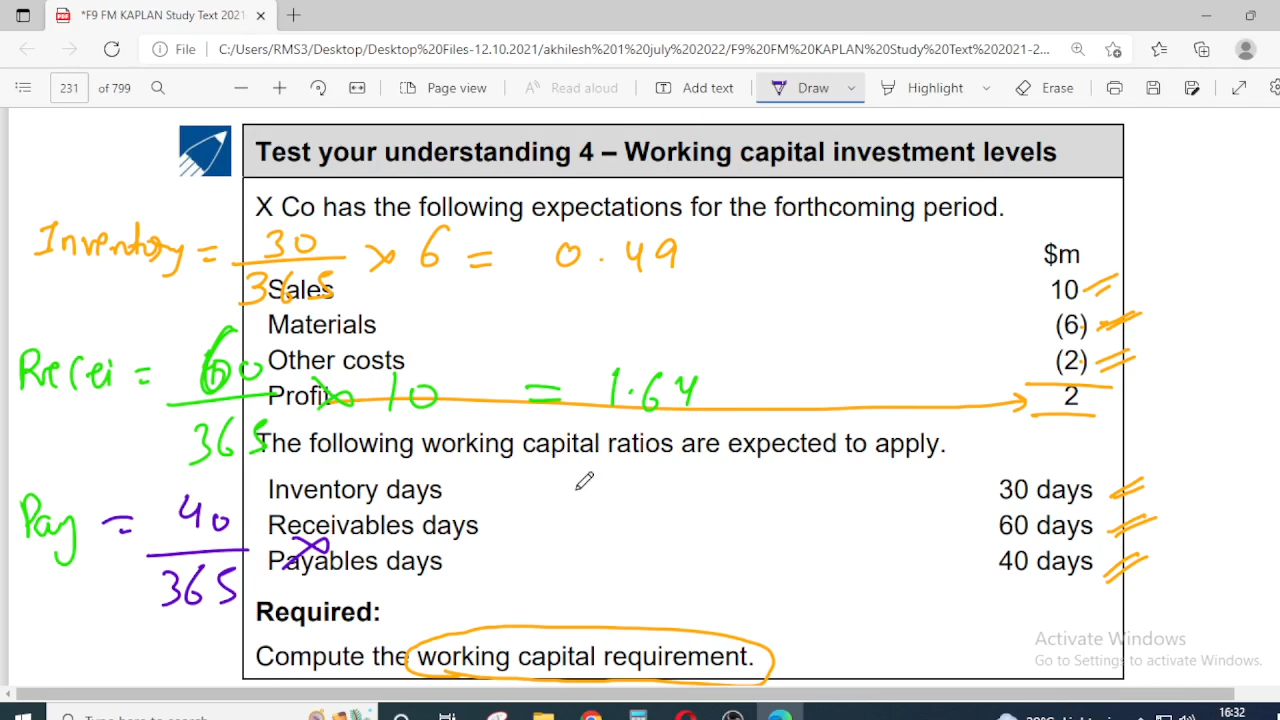 *F9 FM KAPLAN Study Text 2021
File C:/Users/RMS3/Desktop/Desktop%20Files-12.10.2021/akhilesh%201%20july%202022/F9%20FM%20KAPLAN%20Study%20Text%202021-2...
231 of 799 Page view Read aloud Add text Draw Highlight Erase
Test your understanding 4 – Working capital investment levels
X Co has the following expectations for the forthcoming period.
$m
Inventory = 30/365 × 6 = 0.49
Sales 10
Materials (6)
Other costs (2)
Profit 2
Recei = 60/365 × 10 = 1.64
The following working capital ratios are expected to apply.
Inventory days 30 days
Receivables days 60 days
Payables days 40 days
Pay = 40/365 ×
Required:
Compute the working capital requirement.
Activate Windows
Go to Settings to activate Windows.
16:32